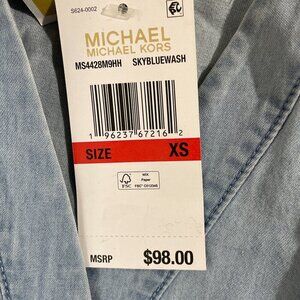 S624-0002
MICHAEL
MICHAEL KORS
MS4428M9HH SKYBLUEWASH
1 96237 67216 2
SIZE XS
FSC
MIX
Paper
MSRP $98.00